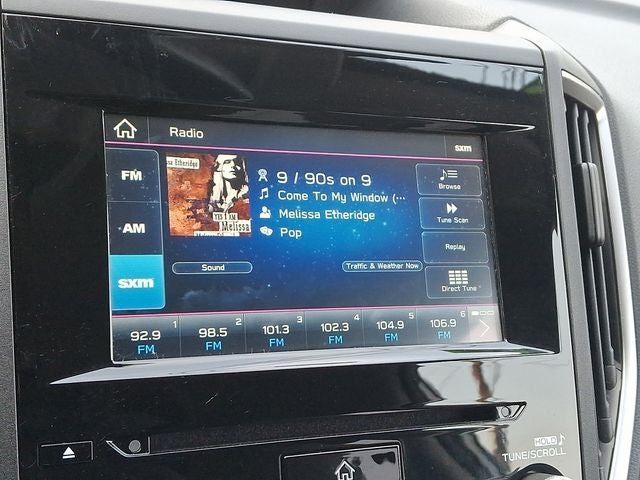 Radio
sxm
FM
AM
sxm
sa Etheridge
YES I AM
Melissa
9 / 90s on 9
Come To My Window (...
Melissa Etheridge
Pop
Sound
Traffic & Weather Now
Browse
Tune Scan
Replay
Direct Tune
1
92.9
FM
2
98.5
FM
3
101.3
FM
4
102.3
FM
5
104.9
FM
6
106.9
FM
HOLD
TUNE/SCROLL